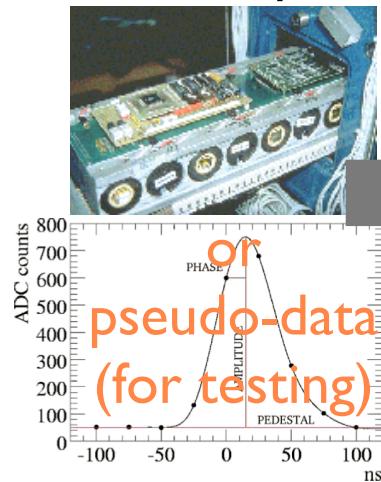 800
700
600
500
400
300
200
100
0
ADC counts
or
PHASE
pseudo-data
AMPLITUDE
(for testing)
PEDESTAL
-100 -50 0 50 100
ns